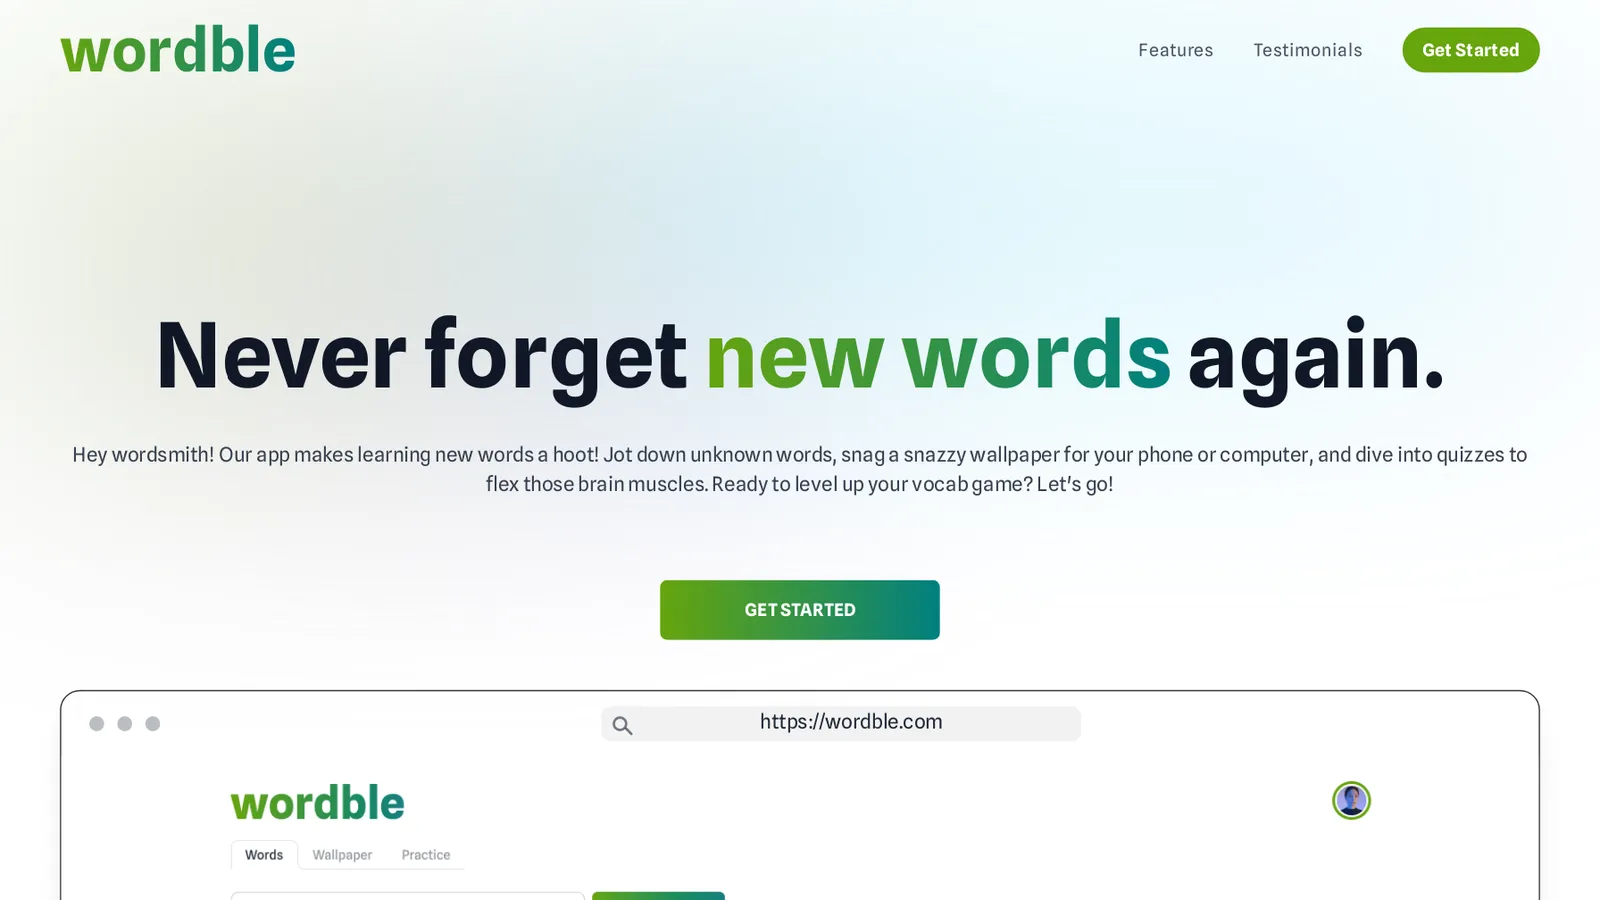 wordble
Features
Testimonials
Get Started
Never forget new words again.
Hey wordsmith! Our app makes learning new words a hoot! Jot down unknown words, snag a snazzy wallpaper for your phone or computer, and dive into quizzes to
flex those brain muscles. Ready to level up your vocab game? Let's go!
GET STARTED
https://wordble.com
wordble
Words
Wallpaper
Practice